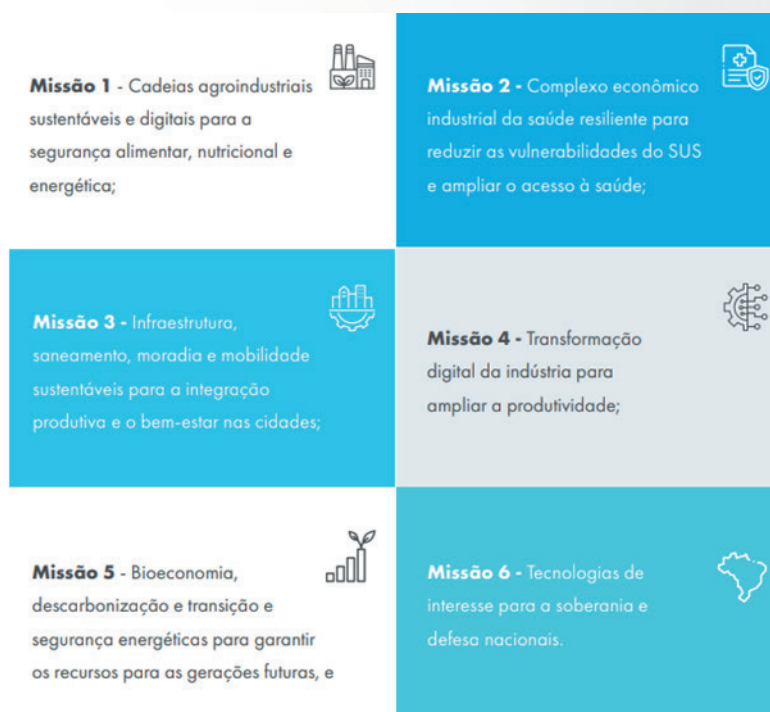 Missão 1 - Cadeias agroindustriais
sustentáveis e digitais para a
segurança alimentar, nutricional e
energética;
Missão 2 - Complexo econômico
industrial da saúde resiliente para
reduzir as vulnerabilidades do SUS
e ampliar o acesso à saúde;
Missão 3 - Infraestrutura,
saneamento, moradia e mobilidade
sustentáveis para a integração
produtiva e o bem-estar nas cidades;
Missão 4 - Transformação
digital da indústria para
ampliar a produtividade;
Missão 5 - Bioeconomia,
descarbonização e transição e
segurança energéticas para garantir
os recursos para as gerações futuras, e
Missão 6 - Tecnologias de
interesse para a soberania e
defesa nacionais.